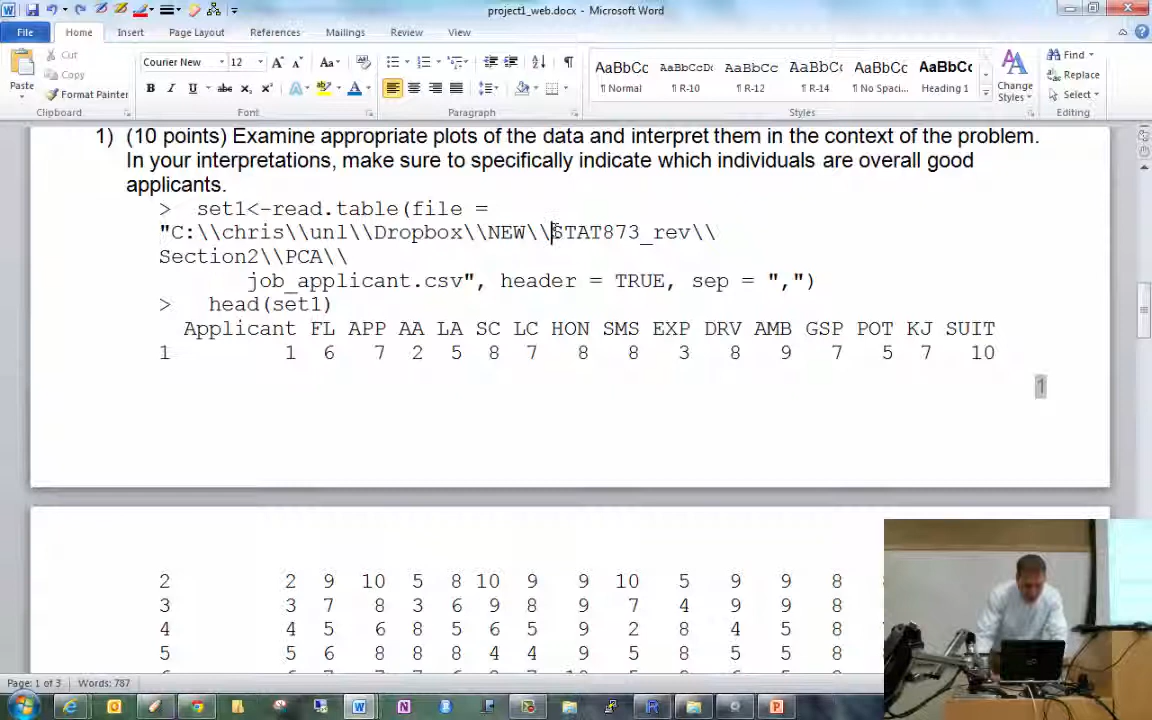 project1_web.docx - Microsoft Word
File Home Insert Page Layout References Mailings Review View
Paste
Cut
Copy
Format Painter
Clipboard
Courier New 12
Font
Paragraph
AaBbCc AaBbCcDc AaBbCc AaBbC AaBbCc AaBbCc
¶ Normal ¶ R-10 ¶ R-12 ¶ R-14 ¶ No Spaci... Heading 1
Styles
Change Styles
Find
Replace
Select
Editing
1) (10 points) Examine appropriate plots of the data and interpret them in the context of the problem.
In your interpretations, make sure to specifically indicate which individuals are overall good
applicants.
> set1<-read.table(file =
"C:\\chris\\unl\\Dropbox\\NEW\\STAT873_rev\\
Section2\\PCA\\
job_applicant.csv", header = TRUE, sep = ",")
> head(set1)
Applicant FL APP AA LA SC LC HON SMS EXP DRV AMB GSP POT KJ SUIT
1 1 6 7 2 5 8 7 8 8 3 8 9 7 5 7 10
1
2 2 9 10 5 8 10 9 9 10 5 9 9 8
3 3 7 8 3 6 9 8 9 7 4 9 9 8
4 4 5 6 8 5 6 5 9 2 8 4 5 8
5 5 6 8 8 8 4 4 9 5 8 5 5 8
Page: 1 of 3 Words: 787